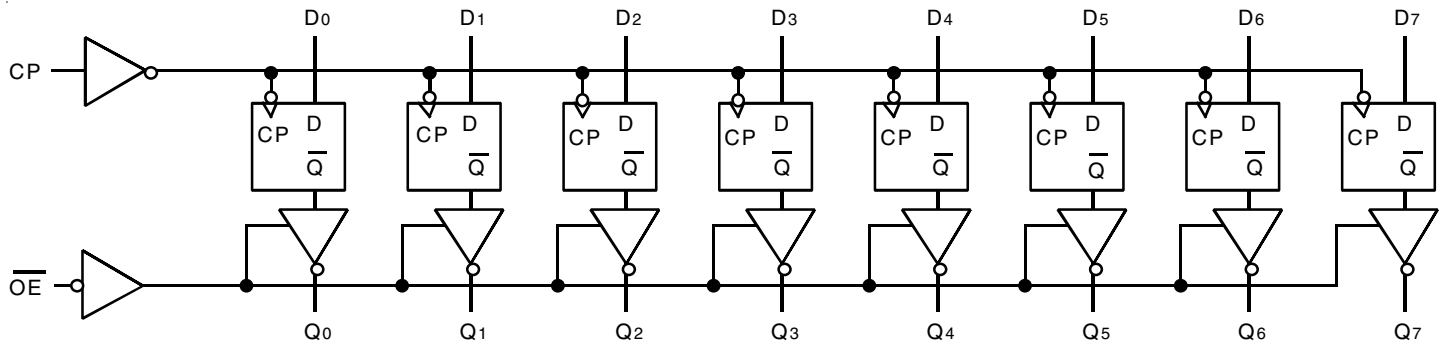 D0 D1 D2 D3 D4 D5 D6 D7
CP
CP D CP D CP D CP D CP D CP D CP D CP D
Q̅ Q̅ Q̅ Q̅ Q̅ Q̅ Q̅ Q̅
O̅E̅
Q0 Q1 Q2 Q3 Q4 Q5 Q6 Q7